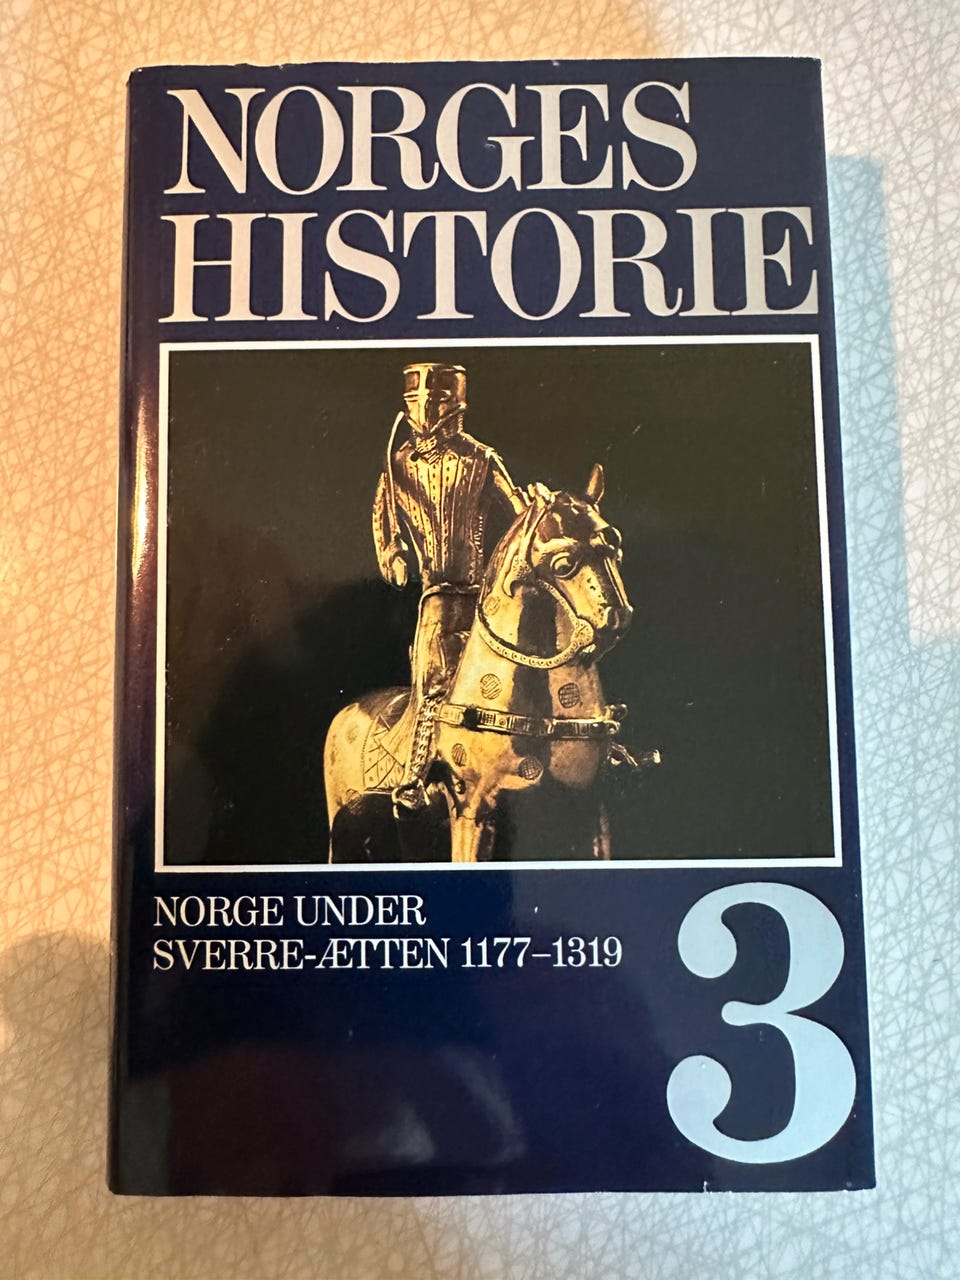 NORGES
HISTORIE
NORGE UNDER
SVERRE-ÆTTEN 1177–1319
3